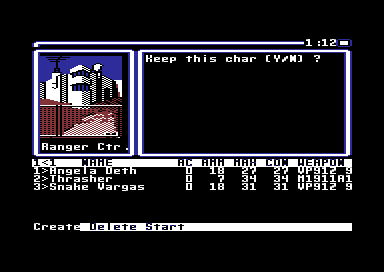 1:12
Keep this char [Y/N] ?
Ranger Ctr.
1<1 NAME AC AMM MAX CON WEAPON
1>Angela Deth 0 18 27 27 VP912 9
2>Thrasher 0 7 34 34 M1911A1
3>Snake Vargas 0 18 31 31 VP912 9
Create Delete Start